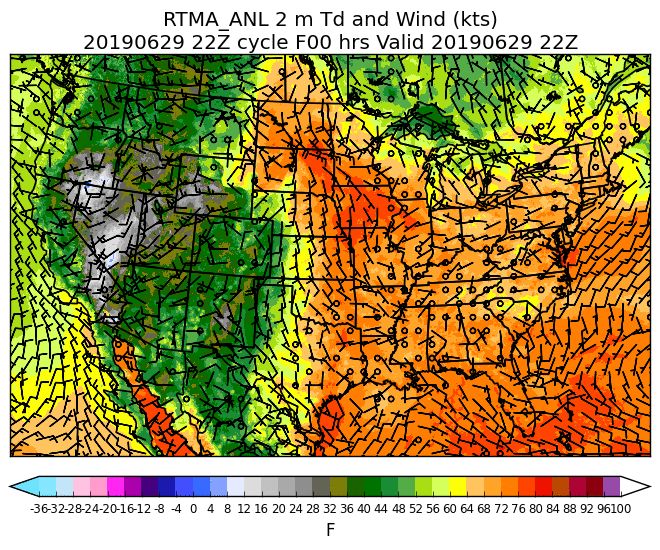 RTMA_ANL 2 m Td and Wind (kts)
20190629 22Z cycle F00 hrs Valid 20190629 22Z
-36 -32 -28 -24 -20 -16 -12 -8 -4 0 4 8 12 16 20 24 28 32 36 40 44 48 52 56 60 64 68 72 76 80 84 88 92 96 100
F